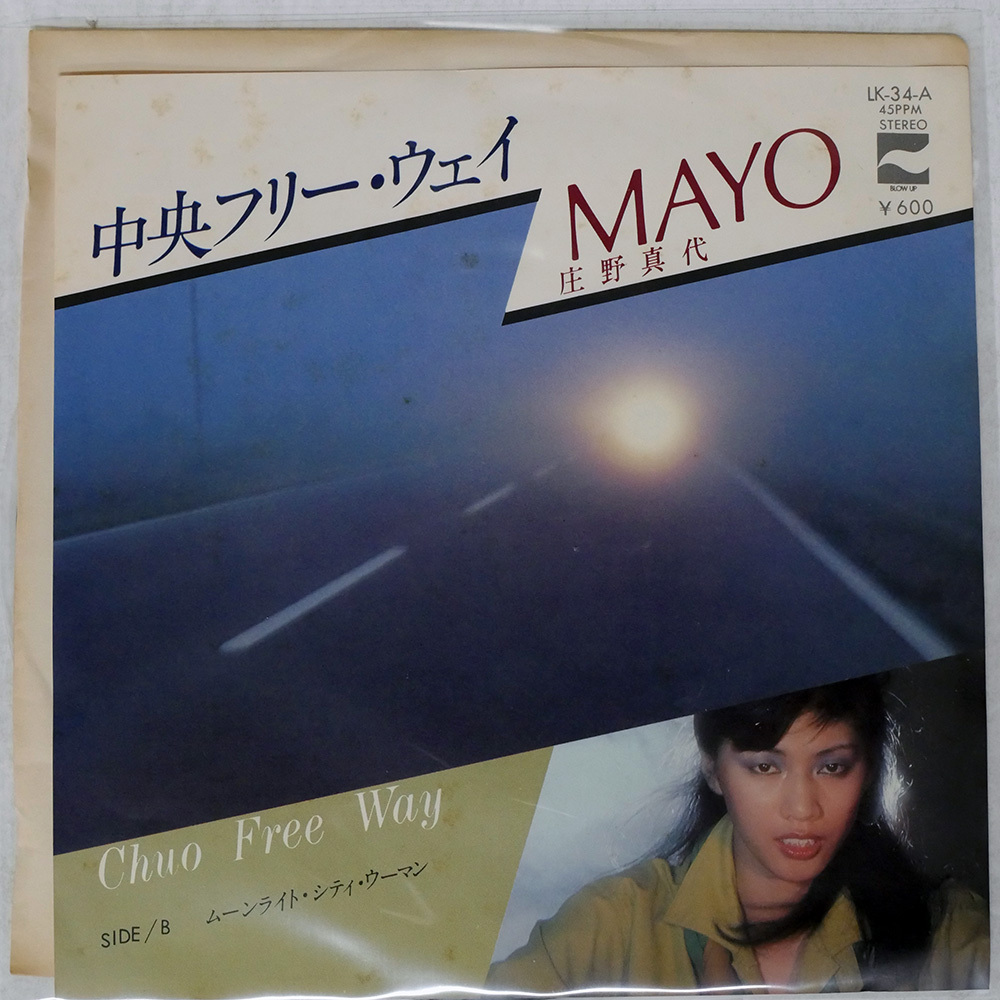 LK-34-A
45PPM
STEREO
BLOW UP
¥600
中央フリー・ウェイ
MAYO
庄野真代
Chuo Free Way
SIDE/B ムーンライト・シティ・ウーマン